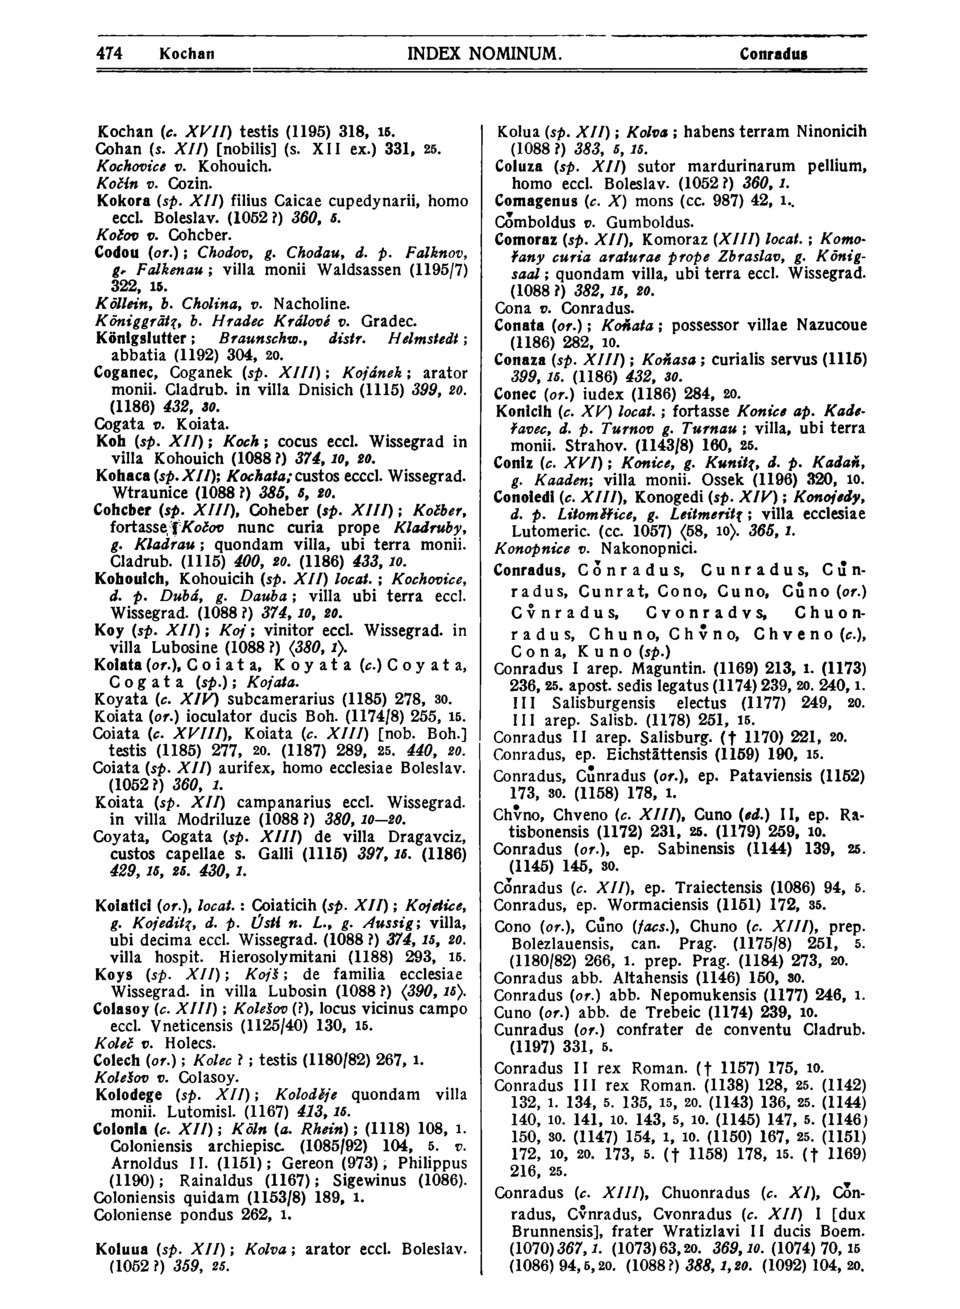 474 Kochan INDEX NOMINUM. Conradus
Kochan (c. XVII) testis (1195) 318, 15.
Cohan (s. XII) [nobilis] (s. XII ex.) 331, 25.
Kochovice v. Kohouich.
Kočín v. Cozin.
Kokora (sp. XII) filius Caicae cupedynarii, homo
eccl. Boleslav. (1052 ?) 360, 5.
Kožov v. Cohcber.
Codou (or.) ; Chodov, g. Chodau, d. p. Falknov,
g. Falkenau ; villa monii Waldsassen (1195/7)
322, 15.
Köllein, b. Cholina, v. Nacholine.
Königgrätz, b. Hradec Králové v. Gradec.
Königslutter ; Braunschw., distr. Helmstedt ;
abbatia (1192) 304, 20.
Coganec, Coganek (sp. XIII) ; Kojánek ; arator
monii. Cladrub. in villa Dnisich (1115) 399, 20.
(1186) 432, 30.
Cogata v. Koiata.
Koh (sp. XII) ; Koch ; cocus eccl. Wissegrad in
villa Kohouich (1088 ?) 374, 10, 20.
Kohaca (sp. XII); Kochata; custos ecccl. Wissegrad.
Wtraunice (1088 ?) 385, 5, 20.
Cohcber (sp. XIII), Coheber (sp. XIII) ; Kočber,
fortasse Kožov nunc curia prope Kladruby,
g. Kladrau ; quondam villa, ubi terra monii.
Cladrub. (1115) 400, 20. (1186) 433, 10.
Kohouich, Kohouicih (sp. XII) locat. ; Kochovice,
d. p. Dubá, g. Dauba ; villa ubi terra eccl.
Wissegrad. (1088 ?) 374, 10, 20.
Koy (sp. XII) ; Koj ; vinitor eccl. Wissegrad. in
villa Lubosine (1088 ?) ⟨380, 1⟩.
Koiata (or.), Coiata, Koyata (c.) Coyata,
Cogata (sp.) ; Kojata.
Koyata (c. XIV) subcamerarius (1185) 278, 30.
Koiata (or.) ioculator ducis Boh. (1174/8) 255, 15.
Coiata (c. XVIII), Koiata (c. XIII) [nob. Boh.]
testis (1185) 277, 20. (1187) 289, 25. 440, 20.
Coiata (sp. XII) aurifex, homo ecclesiae Boleslav.
(1052 ?) 360, 1.
Koiata (sp. XII) campanarius eccl. Wissegrad.
in villa Modriluze (1088 ?) 380, 10—20.
Coyata, Cogata (sp. XIII) de villa Dragavciz,
custos capellae s. Galli (1115) 397, 15. (1186)
429, 15, 25. 430, 1.
Koiatici (or.), locat. : Coiaticih (sp. XII) ; Kojetice,
g. Kojeditz, d. p. Ústí n. L., g. Aussig ; villa,
ubi decima eccl. Wissegrad. (1088 ?) 374, 15, 20.
villa hospit. Hierosolymitani (1188) 293, 15.
Koys (sp. XII) ; Kojš ; de familia ecclesiae
Wissegrad. in villa Lubosin (1088 ?) ⟨390, 15⟩.
Colasoy (c. XIII) ; Kolešov (?), locus vicinus campo
eccl. Vneticensis (1125/40) 130, 15.
Koleč v. Holecs.
Colech (or.) ; Kolec ? ; testis (1180/82) 267, 1.
Kolešov v. Colasoy.
Kolodege (sp. XII) ; Koloděje quondam villa
monii. Lutomisl. (1167) 413, 15.
Colonia (c. XII) ; Köln (a. Rhein) ; (1118) 108, 1.
Coloniensis archiepisc. (1085/92) 104, 5. v.
Arnoldus II. (1151) ; Gereon (973) ; Philippus
(1190) ; Rainaldus (1167) ; Sigewinus (1086).
Coloniensis quidam (1153/8) 189, 1.
Coloniense pondus 262, 1.
Koluua (sp. XII) ; Kolva ; arator eccl. Boleslav.
(1052 ?) 359, 25.
Kolua (sp. XII) ; Kolva ; habens terram Ninonicih
(1088 ?) 383, 5, 15.
Coluza (sp. XII) sutor mardurinarum pellium,
homo eccl. Boleslav. (1052 ?) 360, 1.
Comagenus (c. X) mons (cc. 987) 42, 1.
Cömboldus v. Gumboldus.
Comoraz (sp. XII), Komoraz (XIII) locat. ; Komo-
řany curia araturae prope Zbraslav, g. König-
saal ; quondam villa, ubi terra eccl. Wissegrad.
(1088 ?) 382, 15, 20.
Cona v. Conradus.
Conata (or.) ; Koňata ; possessor villae Nazucoue
(1186) 282, 10.
Conaza (sp. XIII) ; Koňasa ; curialis servus (1115)
399, 15. (1186) 432, 30.
Conec (or.) iudex (1186) 284, 20.
Konicih (c. XV) locat. ; fortasse Konice ap. Kade-
řavec, d. p. Turnov g. Turnau ; villa, ubi terra
monii. Strahov. (1143/8) 160, 25.
Coniz (c. XVI) ; Konice, g. Kunitz, d. p. Kadaň,
g. Kaaden; villa monii. Ossek (1196) 320, 10.
Conoiedi (c. XIII), Konogedi (sp. XIV) ; Konojedy,
d. p. Litoměřice, g. Leitmeritz ; villa ecclesiae
Lutomeric. (cc. 1057) ⟨58, 10⟩. 365, 1.
Konopnice v. Nakonopnici.
Conradus, Cőnradus, Cunradus, Cůn-
radus, Cunrat, Cono, Cuno, Cůno (or.)
Cv̊nradus, Cvonradvs, Chuon-
radus, Chuno, Chv̊no, Chveno (c.),
Cona, Kuno (sp.)
Conradus I arep. Maguntin. (1169) 213, 1. (1173)
236, 25. apost. sedis legatus (1174) 239, 20. 240, 1.
III Salisburgensis electus (1177) 249, 20.
III arep. Salisb. (1178) 251, 15.
Conradus II arep. Salisburg. († 1170) 221, 20.
Conradus, ep. Eichstättensis (1159) 190, 15.
Conradus, Cůnradus (or.), ep. Pataviensis (1152)
173, 30. (1158) 178, 1.
Chv̊no, Chveno (c. XIII), Cuno (ed.) II, ep. Ra-
tisbonensis (1172) 231, 25. (1179) 259, 10.
Conradus (or.), ep. Sabinensis (1144) 139, 25.
(1145) 145, 30.
Cőnradus (c. XII), ep. Traiectensis (1086) 94, 5.
Conradus, ep. Wormaciensis (1151) 172, 35.
Cono (or.), Cůno (facs.), Chuno (c. XIII), prep.
Bolezlauensis, can. Prag. (1175/8) 251, 5.
(1180/82) 266, 1. prep. Prag. (1184) 273, 20.
Conradus abb. Altahensis (1146) 150, 30.
Conradus (or.) abb. Nepomukensis (1177) 246, 1.
Cuno (or.) abb. de Trebeic (1174) 239, 10.
Cunradus (or.) confrater de conventu Cladrub.
(1197) 331, 5.
Conradus II rex Roman. († 1157) 175, 10.
Conradus III rex Roman. (1138) 128, 25. (1142)
132, 1. 134, 5. 135, 15, 20. (1143) 136, 25. (1144)
140, 10. 141, 10. 143, 5, 10. (1145) 147, 5. (1146)
150, 30. (1147) 154, 1, 10. (1150) 167, 25. (1151)
172, 10, 20. 173, 5. († 1158) 178, 15. († 1169)
216, 25.
Conradus (c. XIII), Chuonradus (c. XI), Cőn-
radus, Cv̊nradus, Cvonradus (c. XII) I [dux
Brunnensis], frater Wratizlavi II ducis Boem.
(1070) 367, 1. (1073) 63, 20. 369, 10. (1074) 70, 15
(1086) 94, 5, 20. (1088 ?) 388, 1, 20. (1092) 104, 20.